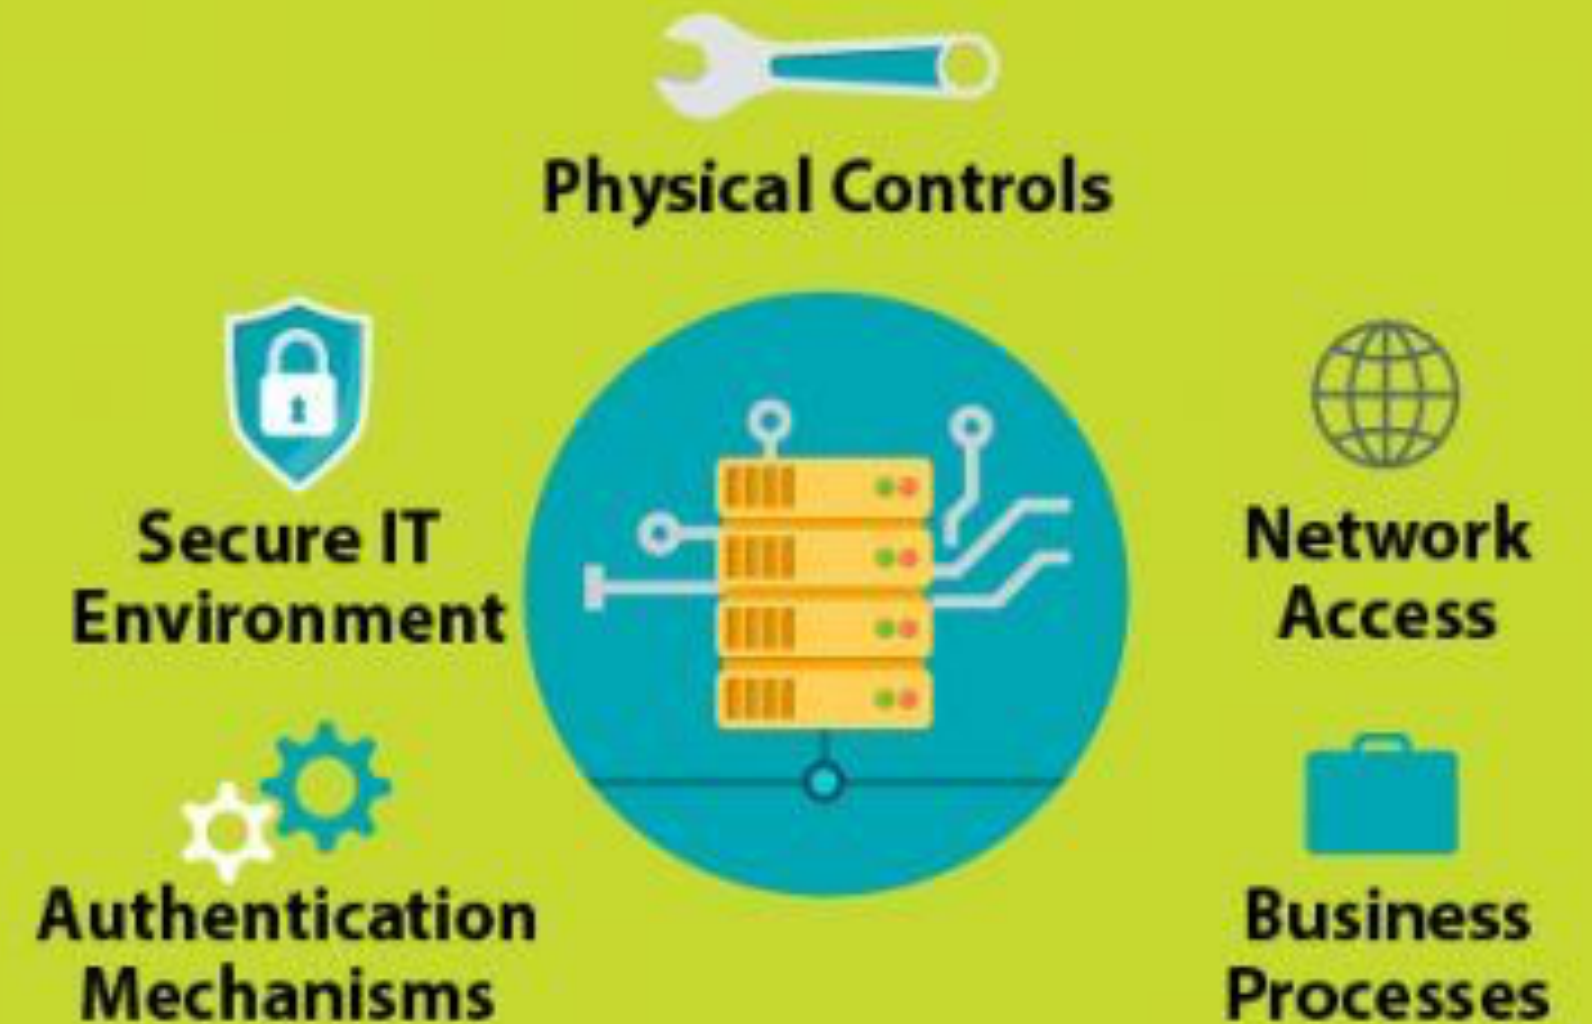 Physical Controls
Secure IT
Environment
Network
Access
Authentication
Mechanisms
Business
Processes